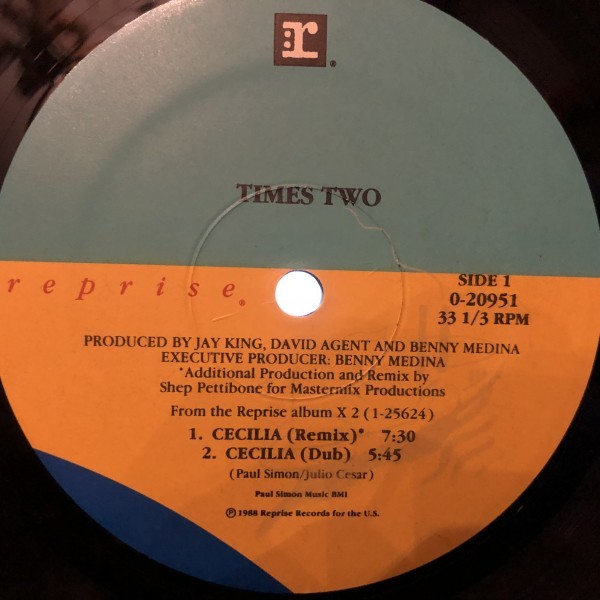 r
TIMES TWO
reprise
SIDE 1
0-20951
33 1/3 RPM
PRODUCED BY JAY KING, DAVID AGENT AND BENNY MEDINA
EXECUTIVE PRODUCER: BENNY MEDINA
*Additional Production and Remix by
Shep Pettibone for Mastermix Productions
From the Reprise album X 2 (1-25624)
1. CECILIA (Remix)* 7:30
2. CECILIA (Dub) 5:45
(Paul Simon/Julio Cesar)
Paul Simon Music BMI
℗ 1988 Reprise Records for the U.S.